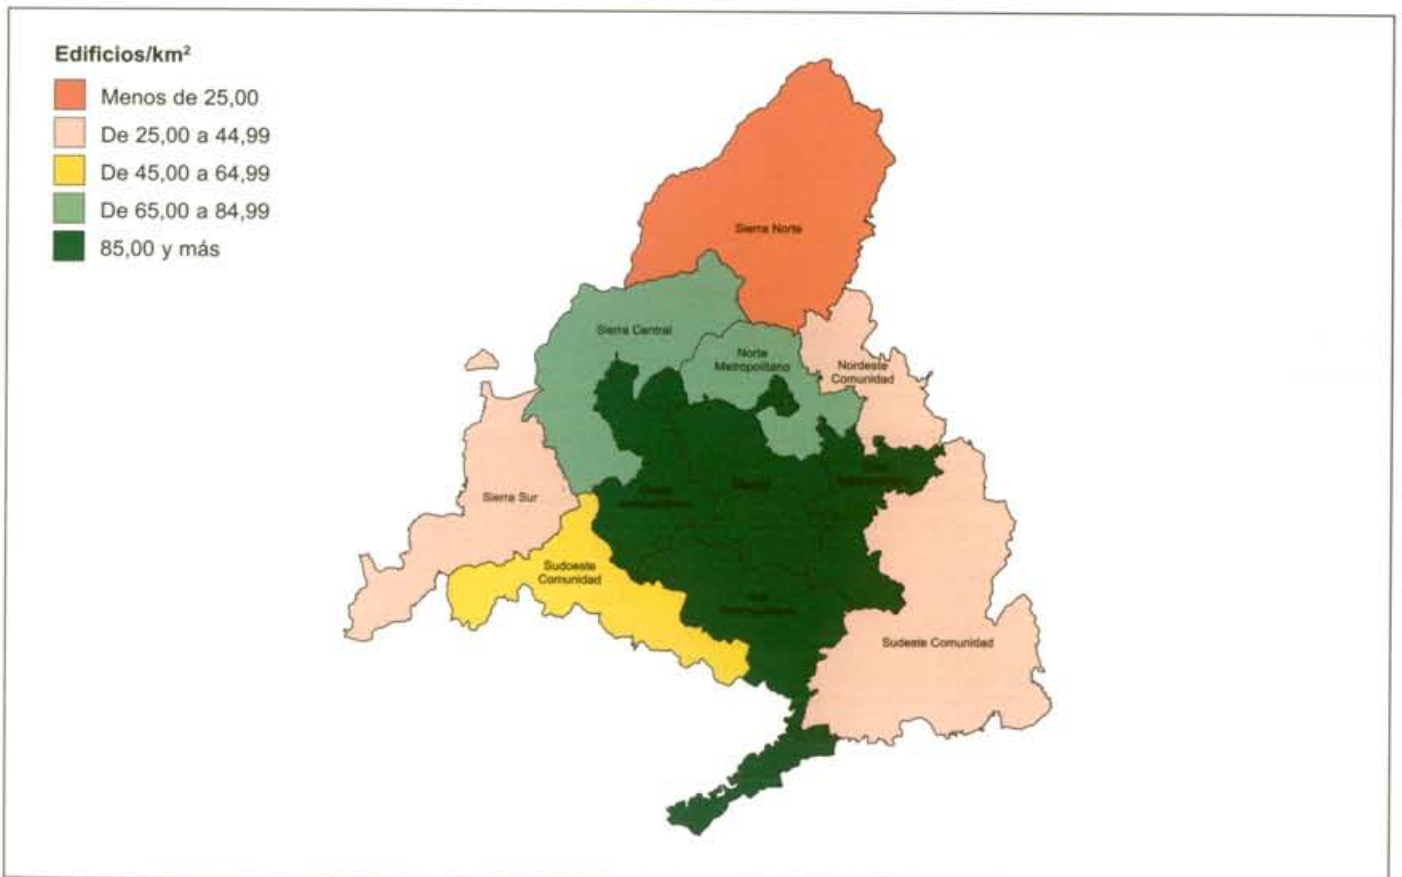 Edificios/km²
Menos de 25,00
De 25,00 a 44,99
De 45,00 a 64,99
De 65,00 a 84,99
85,00 y más
Sierra Norte
Sierra Central
Norte
Metropolitano
Nordeste
Comunidad
Sierra Sur
Sudoeste
Comunidad
Sudeste Comunidad